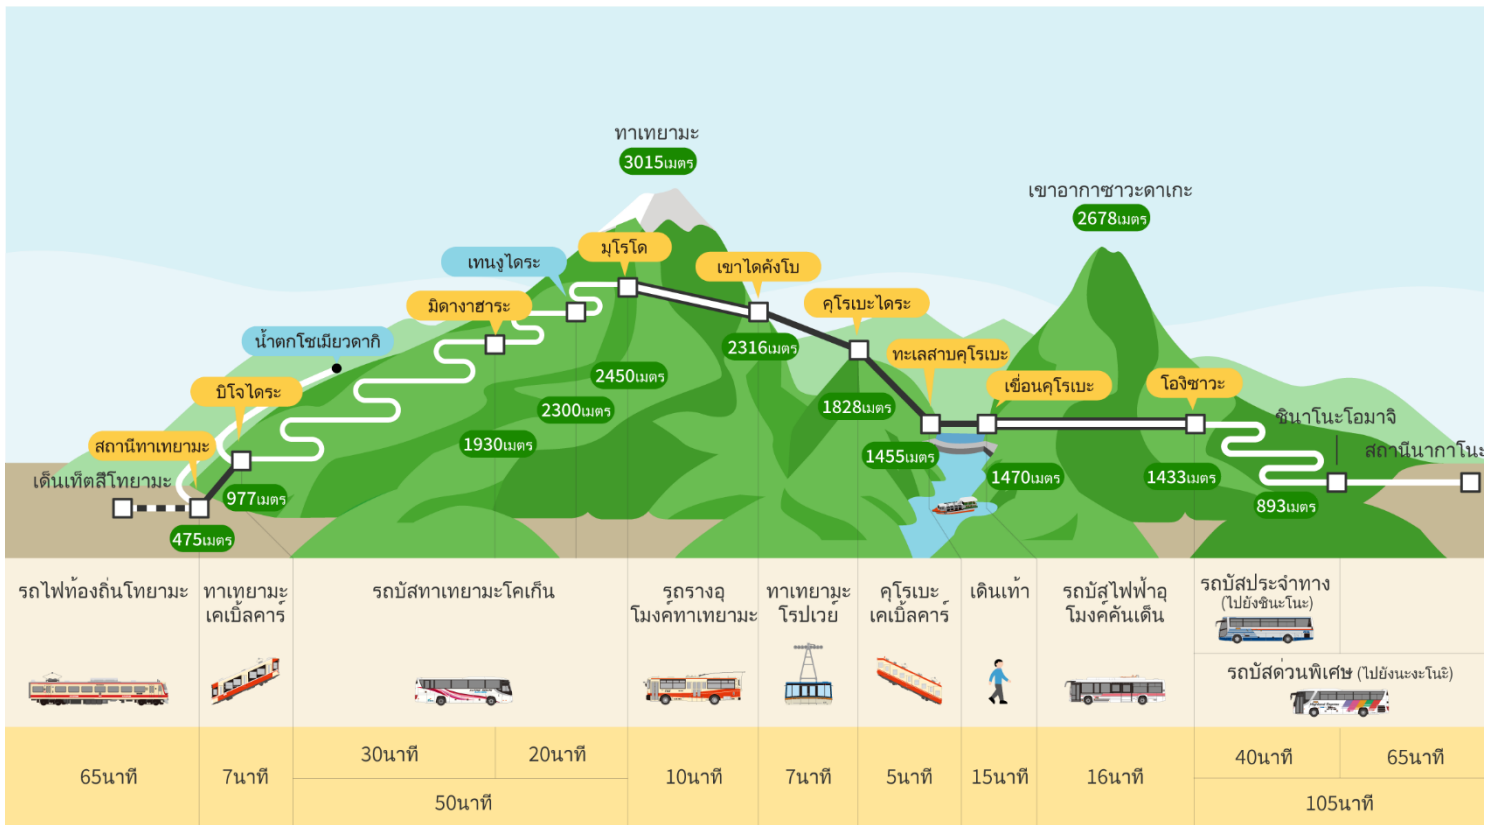 ทาเทยามะ
3015เมตร
เขาอากาซาวะดาเกะ
2678เมตร
มุโรโด
เทนงูไดระ
เขาไดคังโบ
มิดางาฮาระ
คุโรเบะไดระ
น้ำตกโชเมียวดากิ
2316เมตร
ทะเลสาบคุโรเบะ
2450เมตร
บิโจไดระ
เขื่อนคุโรเบะ
โองิซาวะ
2300เมตร
1828เมตร
ชินาโนะโอมาจิ
สถานีทาเทยามะ
1930เมตร
1455เมตร
สถานีนากาโนะ
เด็นเท็ตสึโทยามะ
977เมตร
1470เมตร
1433เมตร
893เมตร
475เมตร
รถไฟท้องถิ่นโทยามะ
ทาเทยามะ
เคเบิ้ลคาร์
รถบัสทาเทยามะโคเก็น
รถรางอุ
โมงค์ทาเทยามะ
ทาเทยามะ
โรปเวย์
คุโรเบะ
เคเบิ้ลคาร์
เดินเท้า
รถบัสไฟฟ้าอุ
โมงค์คันเด็น
รถบัสประจำทาง
(ไปยังชินะโนะ)
รถบัสด่วนพิเศษ (ไปยังนะงะโนะ)
65นาที
7นาที
30นาที
20นาที
50นาที
10นาที
7นาที
5นาที
15นาที
16นาที
40นาที
65นาที
105นาที